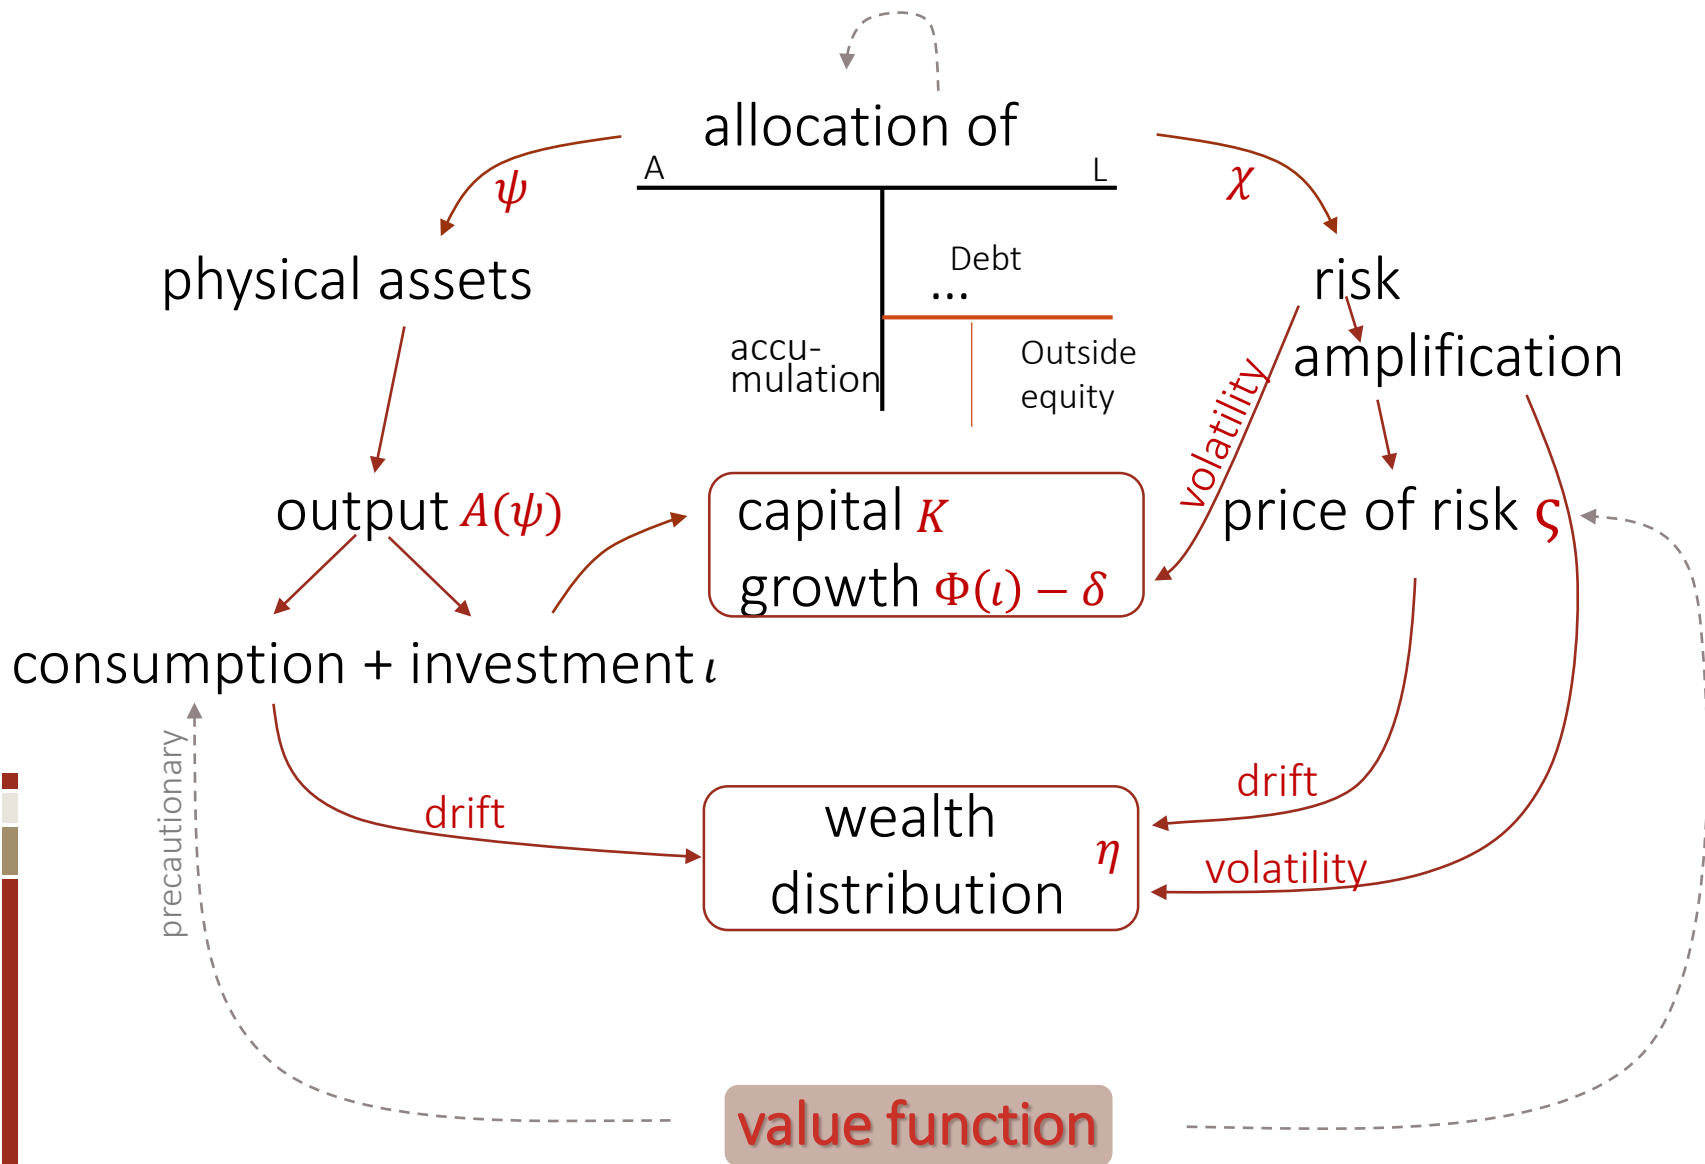 allocation of
A
L
ψ
χ
physical assets
Debt
...
risk
accu-
mulation
Outside
equity
amplification
volatility
output A(ψ)
capital K
growth Φ(ι) − δ
price of risk ς
consumption + investment ι
precautionary
drift
wealth
distribution
η
drift
volatility
value function